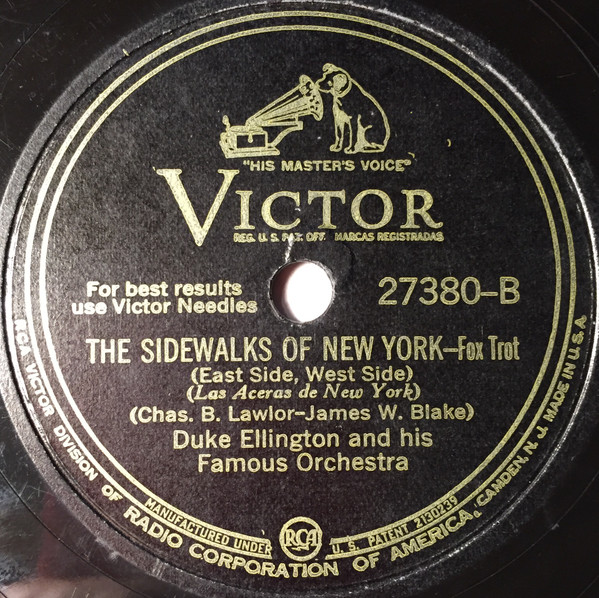 "HIS MASTER'S VOICE"
VICTOR
REG. U. S. PAT. OFF. MARCAS REGISTRADAS
For best results
use Victor Needles
27380-B
THE SIDEWALKS OF NEW YORK-Fox Trot
(East Side, West Side)
(Las Aceras de New York)
(Chas. B. Lawlor-James W. Blake)
Duke Ellington and his
Famous Orchestra
MANUFACTURED UNDER RCA U. S. PATENT 2130239
RCA VICTOR DIVISION OF RADIO CORPORATION OF AMERICA, CAMDEN, N. J. MADE IN U.S.A.